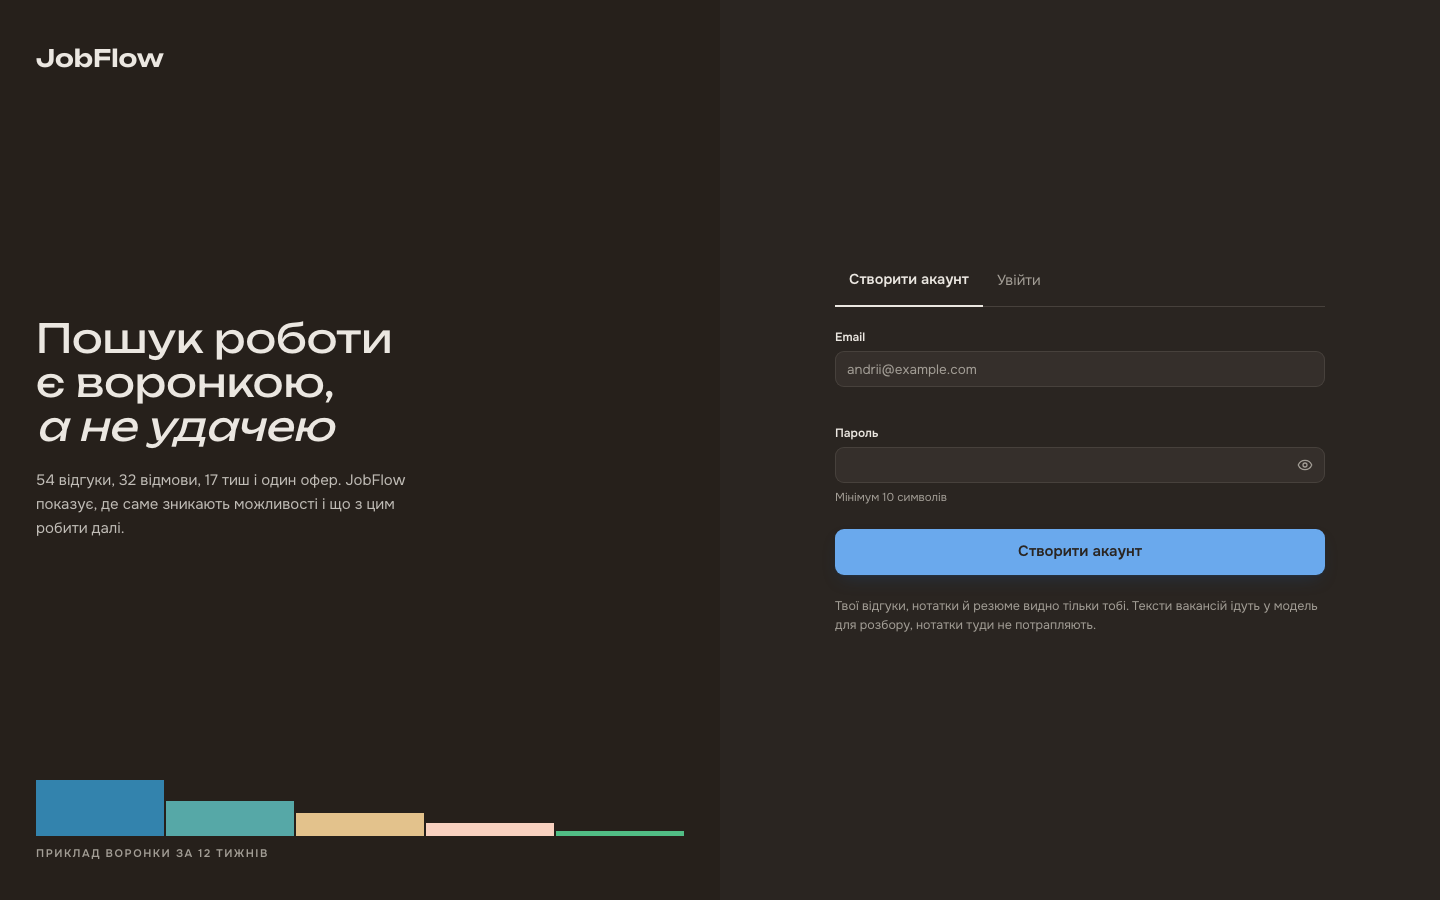 JobFlow
Пошук роботи
є воронкою,
а не удачею
54 відгуки, 32 відмови, 17 тиш і один офер. JobFlow
показує, де саме зникають можливості і що з цим
робити далі.
ПРИКЛАД ВОРОНКИ ЗА 12 ТИЖНІВ
Створити акаунт Увійти
Email
andrii@example.com
Пароль
Мінімум 10 символів
Створити акаунт
Твої відгуки, нотатки й резюме видно тільки тобі. Тексти вакансій ідуть у модель
для розбору, нотатки туди не потрапляють.